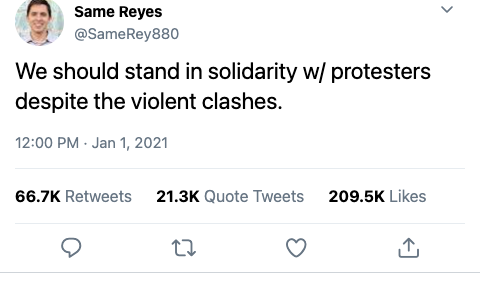 Same Reyes
@SameRey880
We should stand in solidarity w/ protesters
despite the violent clashes.
12:00 PM · Jan 1, 2021
66.7K Retweets 21.3K Quote Tweets 209.5K Likes